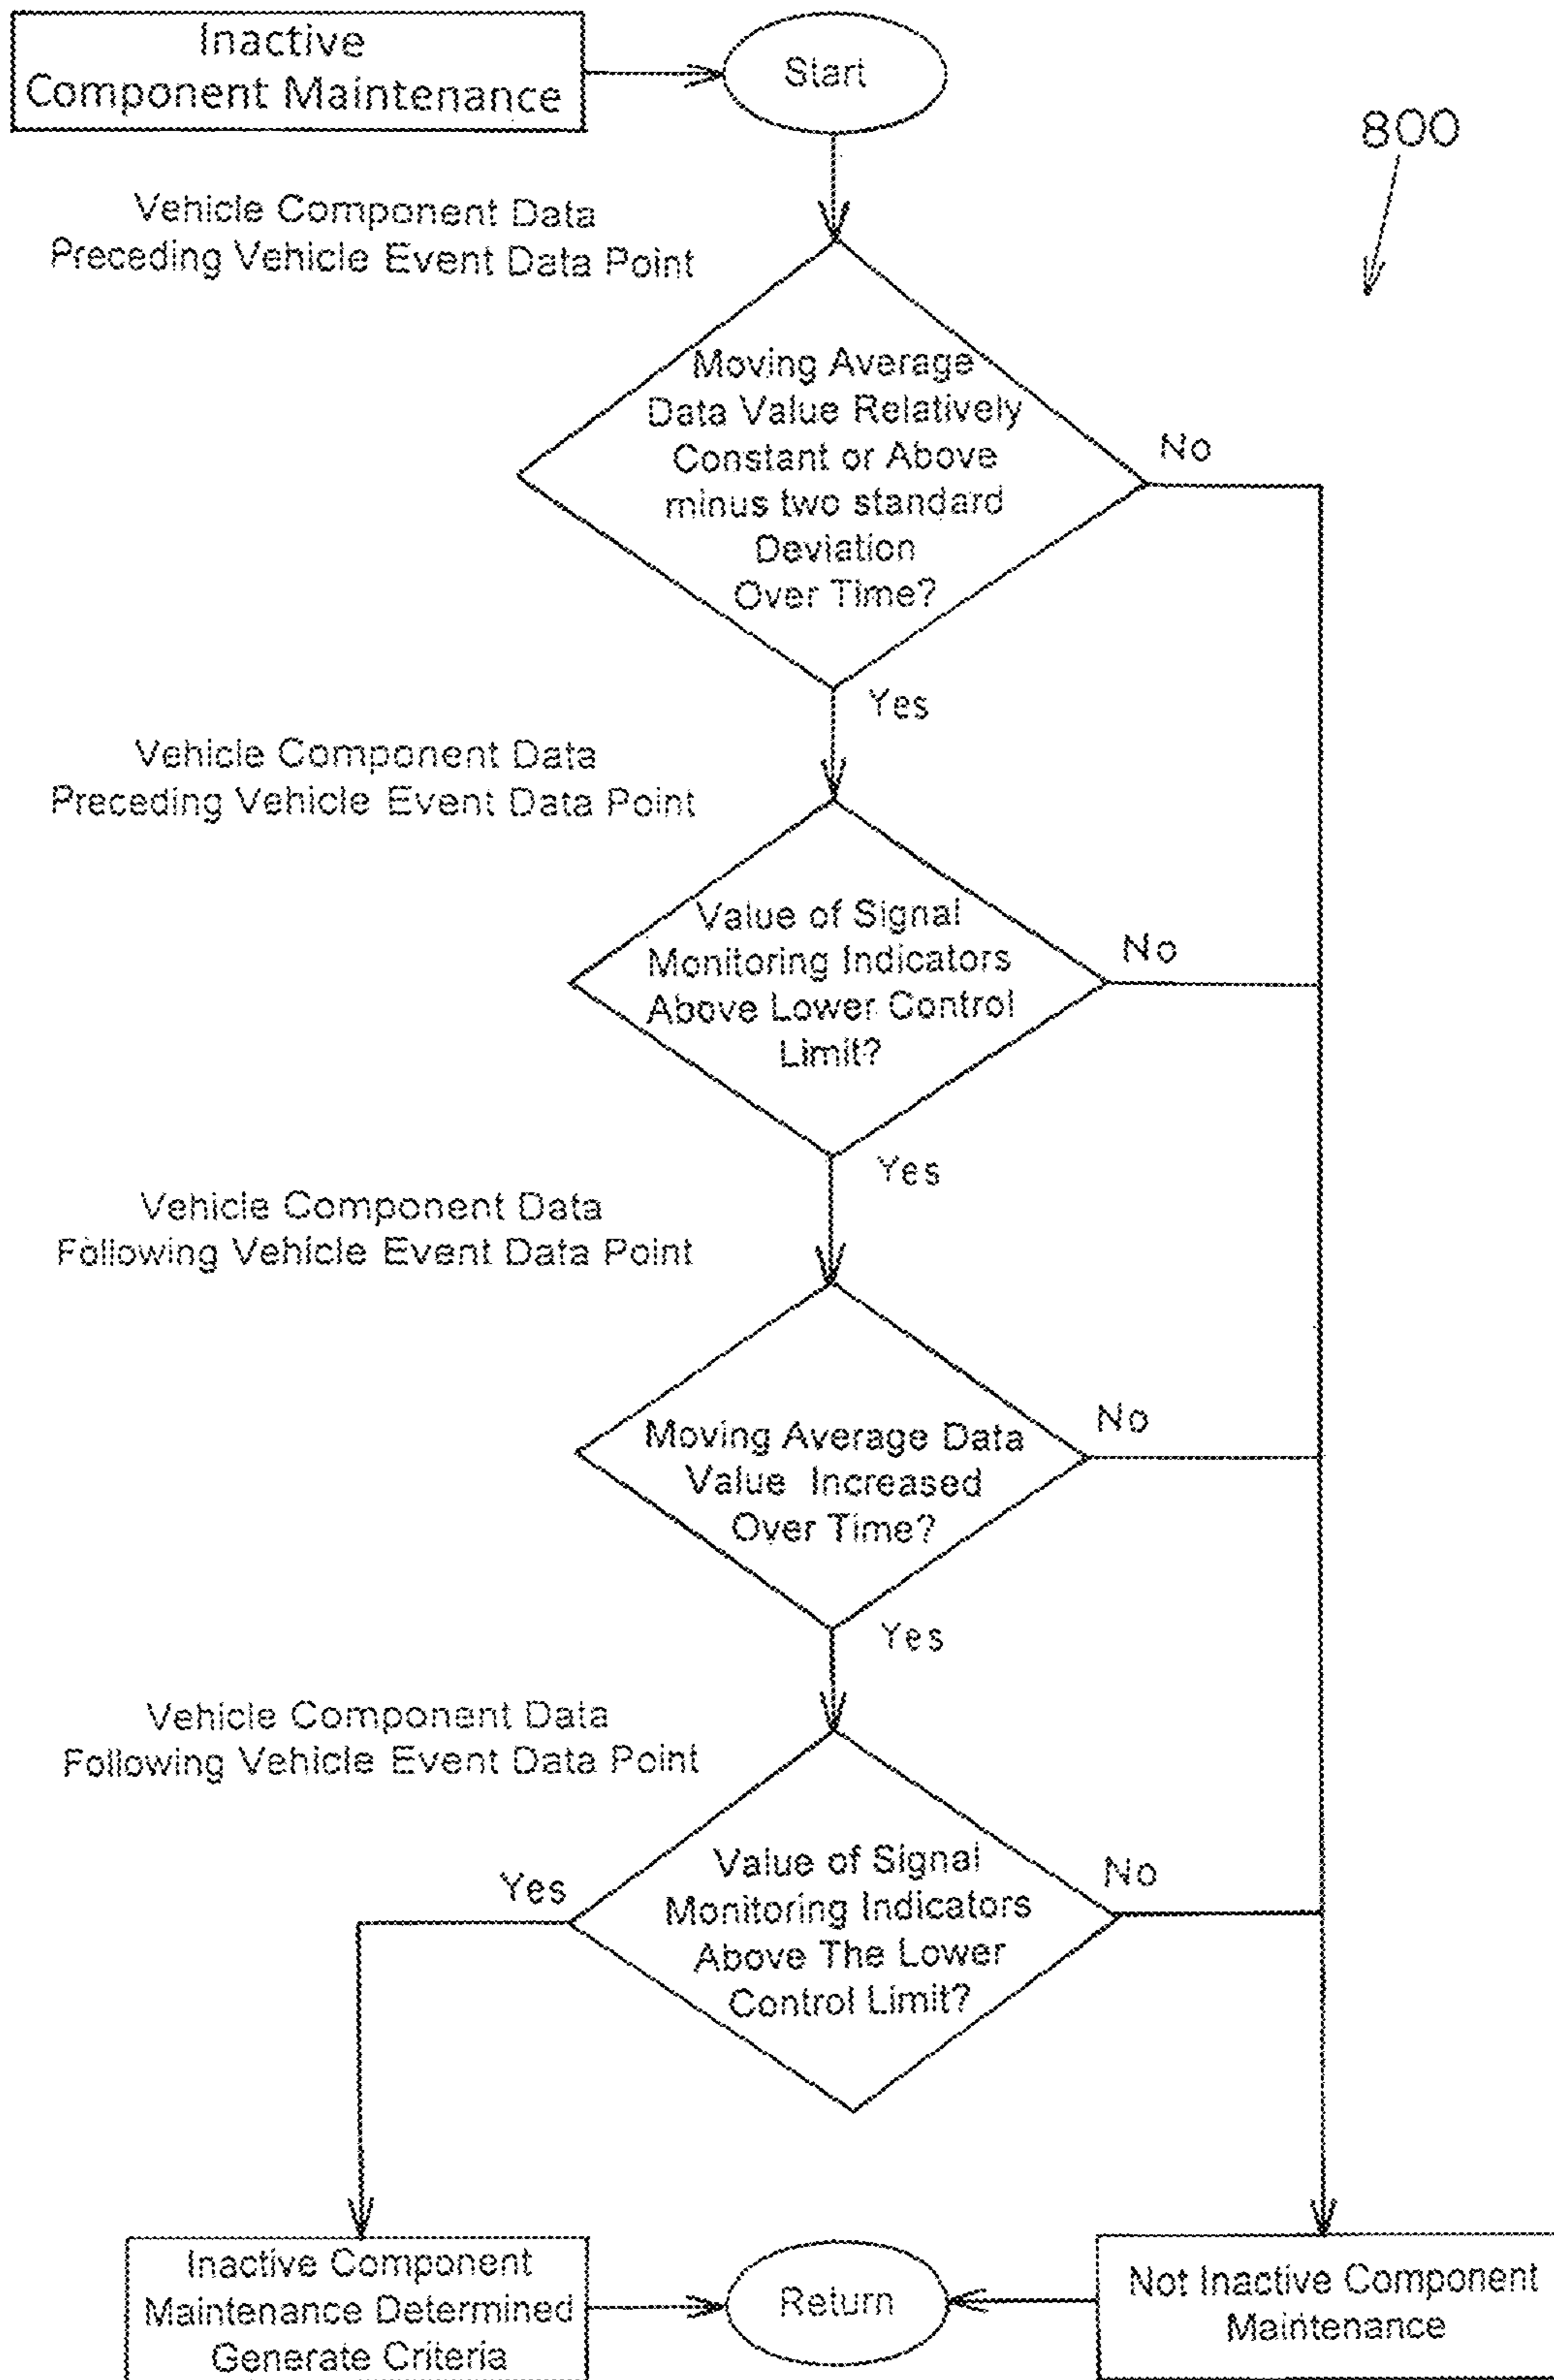 Inactive
Component Maintenance
Start
800
Vehicle Component Data
Preceding Vehicle Event Data Point
Moving Average
Data Value Relatively
Constant or Above
minus two standard
Deviation
Over Time?
No
Yes
Vehicle Component Data
Preceding Vehicle Event Data Point
Value of Signal
Monitoring Indicators
Above Lower Control
Limit?
No
Yes
Vehicle Component Data
Following Vehicle Event Data Point
Moving Average Data
Value Increased
Over Time?
No
Yes
Vehicle Component Data
Following Vehicle Event Data Point
Value of Signal
Monitoring Indicators
Above The Lower
Control Limit?
Yes
No
Inactive Component
Maintenance Determined
Generate Criteria
Return
Not Inactive Component
Maintenance